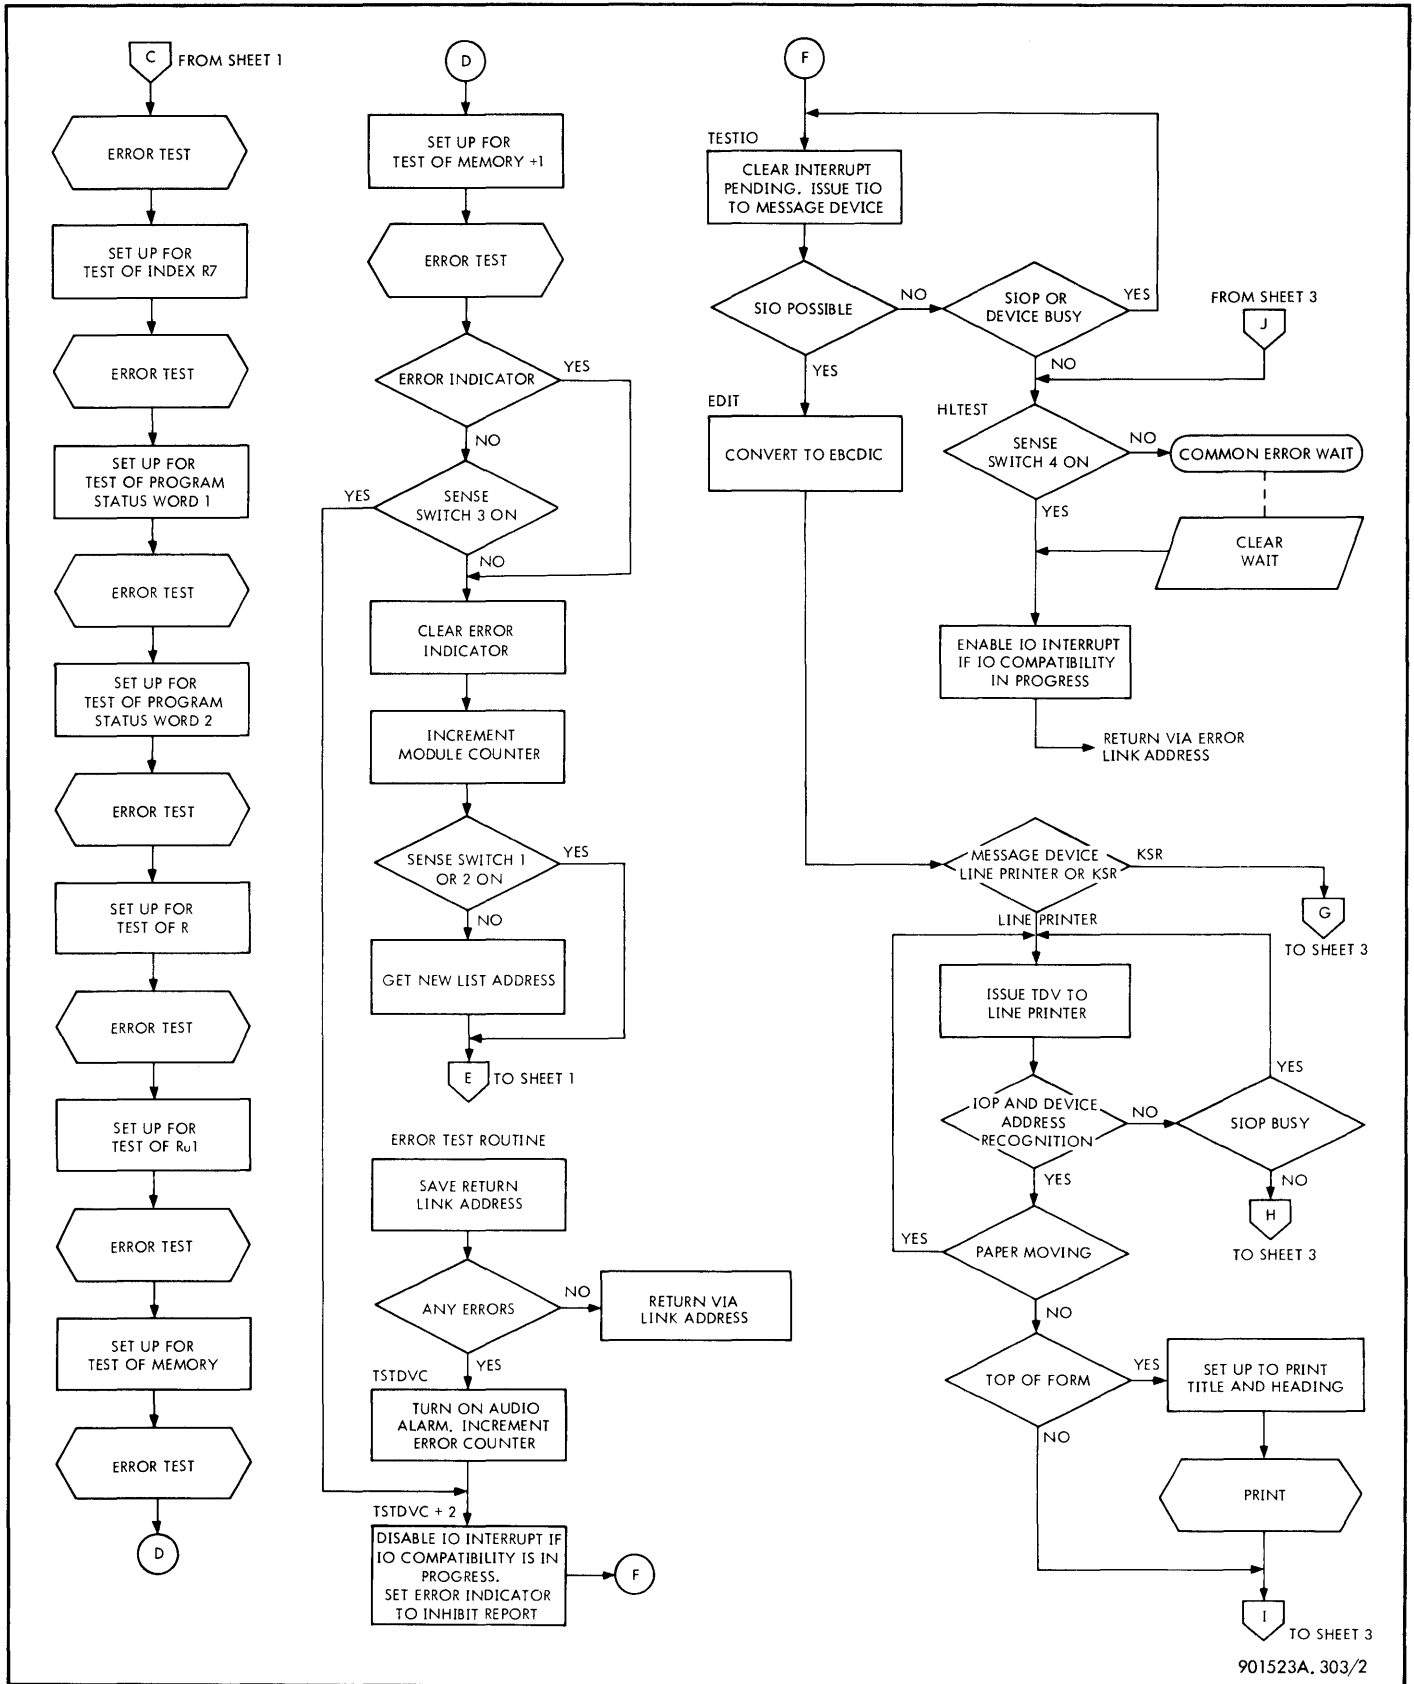 C
FROM SHEET 1
ERROR TEST
SET UP FOR
TEST OF INDEX R7
ERROR TEST
SET UP FOR
TEST OF PROGRAM
STATUS WORD 1
ERROR TEST
SET UP FOR
TEST OF PROGRAM
STATUS WORD 2
ERROR TEST
SET UP FOR
TEST OF R
ERROR TEST
SET UP FOR
TEST OF Ru1
ERROR TEST
SET UP FOR
TEST OF MEMORY
ERROR TEST
D
D
SET UP FOR
TEST OF MEMORY +1
ERROR TEST
ERROR INDICATOR
YES
NO
SENSE
SWITCH 3 ON
YES
NO
CLEAR ERROR
INDICATOR
INCREMENT
MODULE COUNTER
SENSE SWITCH 1
OR 2 ON
YES
NO
GET NEW LIST ADDRESS
E
TO SHEET 1
ERROR TEST ROUTINE
SAVE RETURN
LINK ADDRESS
ANY ERRORS
NO
RETURN VIA
LINK ADDRESS
YES
TSTDVC
TURN ON AUDIO
ALARM, INCREMENT
ERROR COUNTER
TSTDVC + 2
DISABLE IO INTERRUPT IF
IO COMPATIBILITY IS IN
PROGRESS.
SET ERROR INDICATOR
TO INHIBIT REPORT
F
F
TESTIO
CLEAR INTERRUPT
PENDING. ISSUE TIO
TO MESSAGE DEVICE
SIO POSSIBLE
NO
SIOP OR
DEVICE BUSY
YES
NO
YES
EDIT
CONVERT TO EBCDIC
FROM SHEET 3
J
HLTEST
SENSE
SWITCH 4 ON
NO
COMMON ERROR WAIT
YES
CLEAR
WAIT
ENABLE IO INTERRUPT
IF IO COMPATIBILITY
IN PROGRESS
RETURN VIA ERROR
LINK ADDRESS
MESSAGE DEVICE
LINE PRINTER OR KSR
KSR
G
TO SHEET 3
LINE PRINTER
ISSUE TDV TO
LINE PRINTER
IOP AND DEVICE
ADDRESS
RECOGNITION
NO
SIOP BUSY
YES
NO
H
TO SHEET 3
YES
PAPER MOVING
YES
NO
TOP OF FORM
YES
SET UP TO PRINT
TITLE AND HEADING
NO
PRINT
I
TO SHEET 3
901523A. 303/2